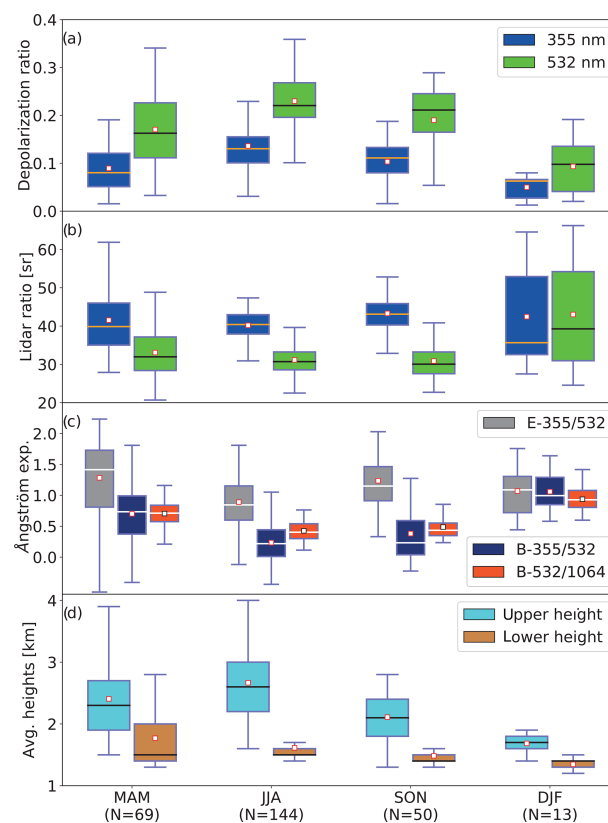 (a)
355 nm
532 nm
Depolarization ratio
0.4
0.3
0.2
0.1
0.0
(b)
Lidar ratio [sr]
60
50
40
30
20
(c)
E-355/532
Ångström exp.
2.0
1.5
1.0
0.5
0.0
B-355/532
B-532/1064
(d)
Upper height
Lower height
Avg. heights [km]
4
3
2
1
MAM JJA SON DJF
(N=69) (N=144) (N=50) (N=13)